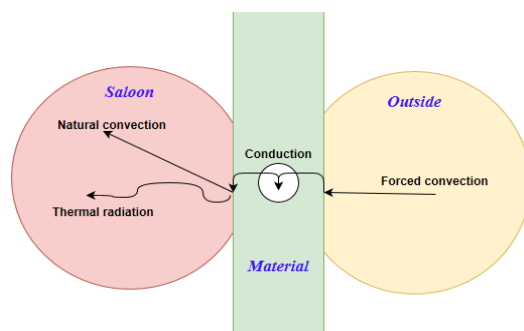 Saloon
Outside
Natural convection
Conduction
Forced convection
Thermal radiation
Material